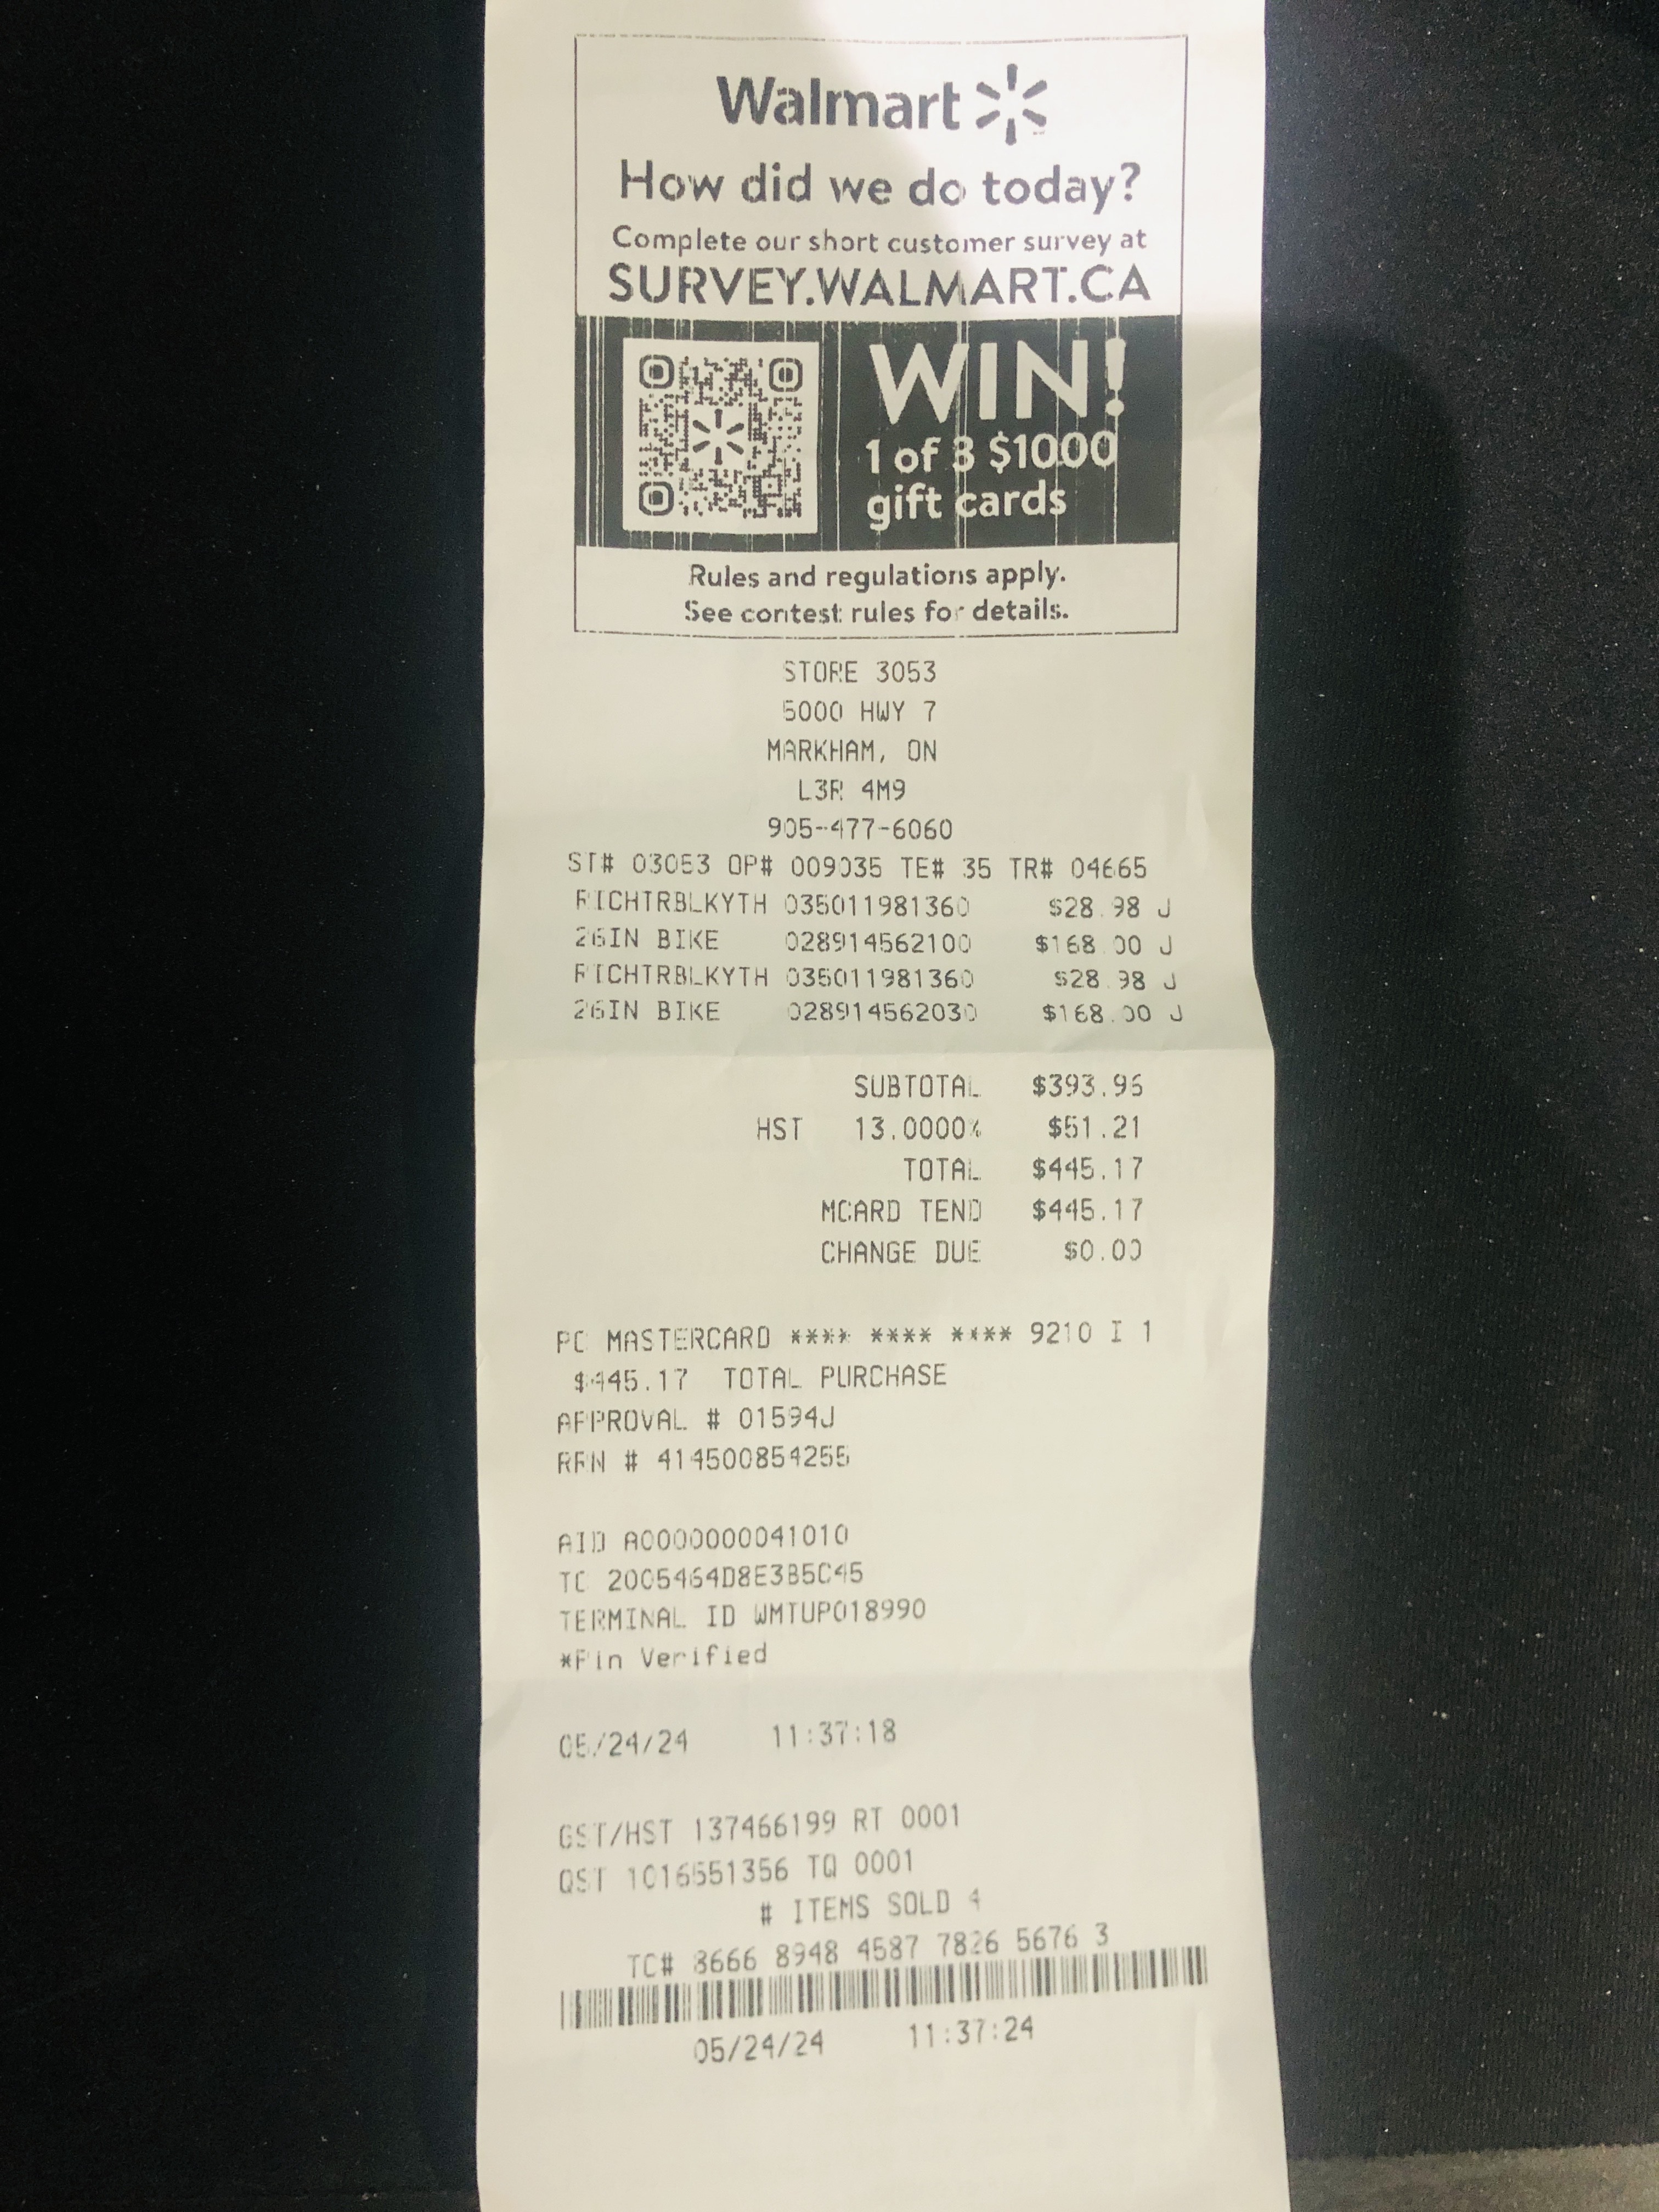 Walmart
How did we do today?
Complete our short customer survey at
SURVEY.WALMART.CA
WIN!
1 of 3 $1000
gift cards
Rules and regulations apply.
See contest rules for details.
STORE 3053
5000 HWY 7
MARKHAM, ON
L3R 4M9
905-477-6060
ST# 03053 OP# 009035 TE# 35 TR# 04665
RICHTRBLKYTH 035011981360 $28.98 J
26IN BIKE 028914562100 $168.00 J
RICHTRBLKYTH 035011981360 $28.98 J
26IN BIKE 028914562030 $168.00 J
SUBTOTAL $393.96
HST 13.0000% $51.21
TOTAL $445.17
MCARD TEND $445.17
CHANGE DUE $0.00
PC MASTERCARD **** **** **** 9210 I 1
$445.17 TOTAL PURCHASE
APPROVAL # 01594J
RRN # 414500854255
AID A0000000041010
TC 2005464D8E3B5C45
TERMINAL ID WMTUP018990
*Pin Verified
05/24/24 11:37:18
GST/HST 137466199 RT 0001
QST 1016551356 TQ 0001
# ITEMS SOLD 4
TC# 8666 8948 4587 7826 5676 3
05/24/24 11:37:24